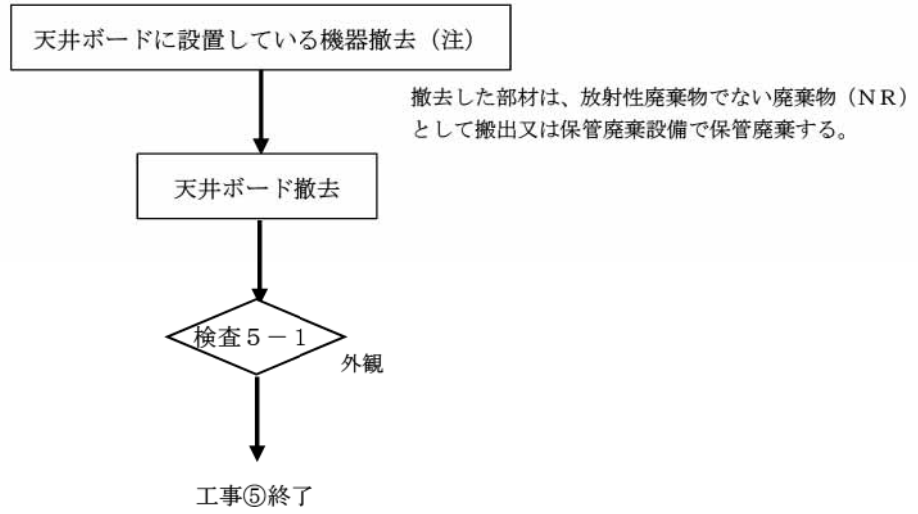 天井ボードに設置している機器撤去（注）
撤去した部材は、放射性廃棄物でない廃棄物（ＮＲ）
として搬出又は保管廃棄設備で保管廃棄する。
天井ボード撤去
検査５－１
外観
工事⑤終了